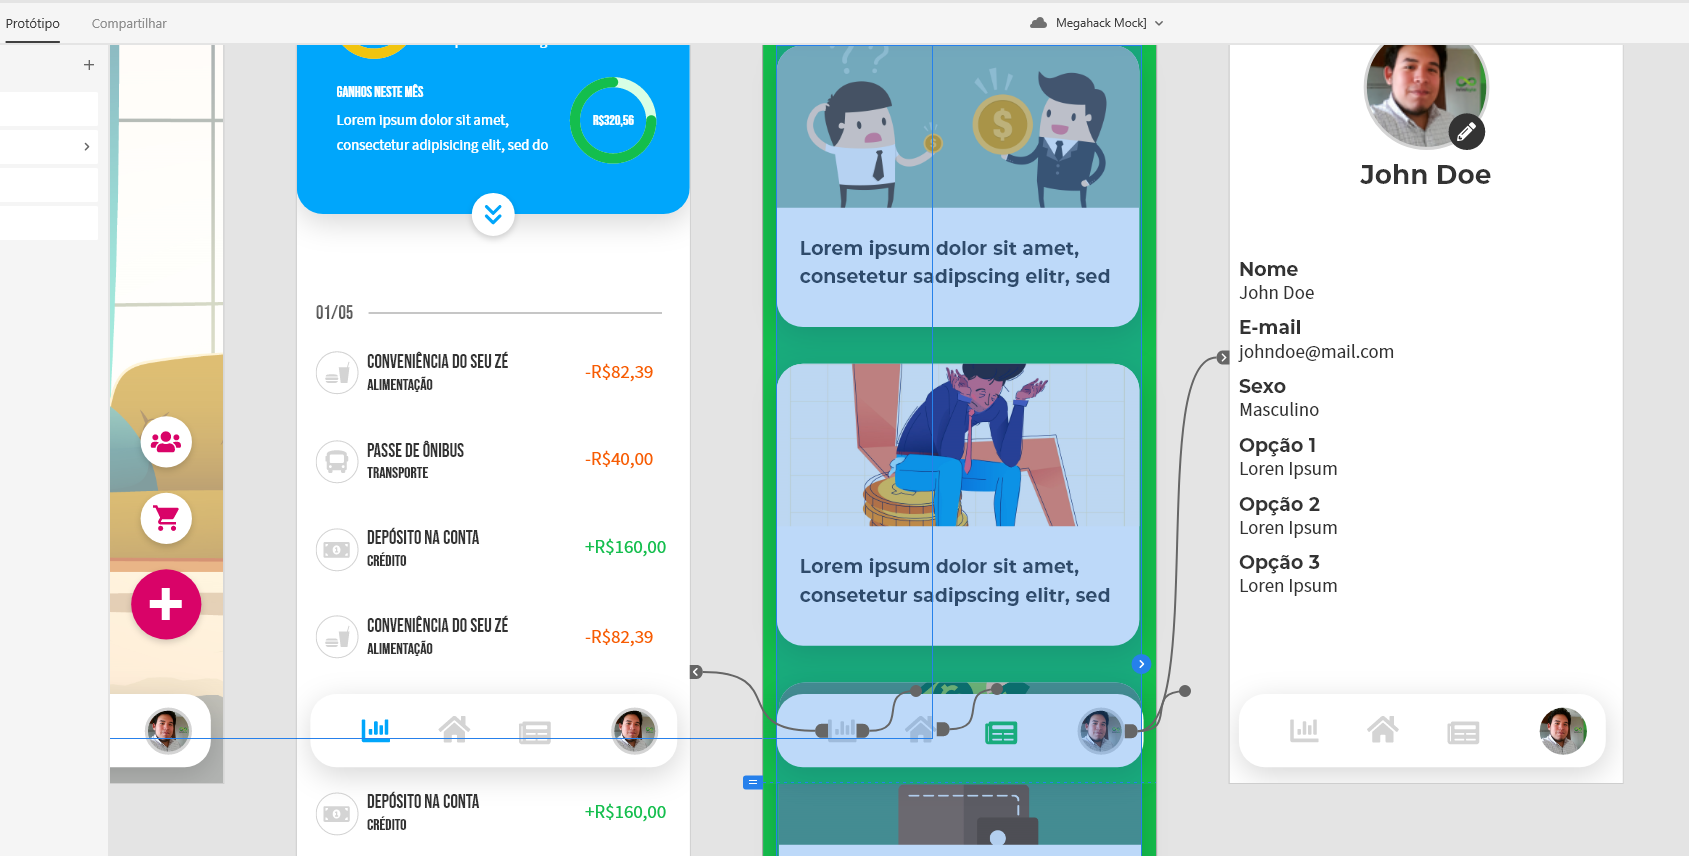 Protótipo
Compartilhar
Megahack Mock]
GANHOS NESTE MÊS
Lorem ipsum dolor sit amet,
consectetur adipisicing elit, sed do
R$320,56
01/05
CONVENIÊNCIA DO SEU ZÉ
ALIMENTAÇÃO
-R$82,39
PASSE DE ÔNIBUS
TRANSPORTE
-R$40,00
DEPÓSITO NA CONTA
CRÉDITO
+R$160,00
CONVENIÊNCIA DO SEU ZÉ
ALIMENTAÇÃO
-R$82,39
DEPÓSITO NA CONTA
CRÉDITO
+R$160,00
Lorem ipsum dolor sit amet,
consetetur sadipscing elitr, sed
Lorem ipsum dolor sit amet,
consetetur sadipscing elitr, sed
John Doe
Nome
John Doe
E-mail
johndoe@mail.com
Sexo
Masculino
Opção 1
Loren Ipsum
Opção 2
Loren Ipsum
Opção 3
Loren Ipsum